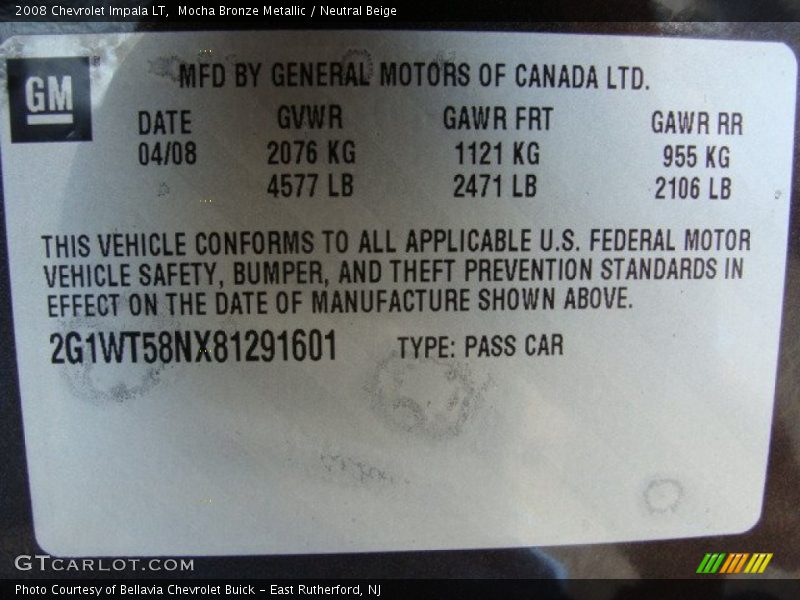 2008 Chevrolet Impala LT,  Mocha Bronze Metallic / Neutral Beige
GM
MFD BY GENERAL MOTORS OF CANADA LTD.
DATE GVWR GAWR FRT GAWR RR
04/08 2076 KG 1121 KG 955 KG
4577 LB 2471 LB 2106 LB
THIS VEHICLE CONFORMS TO ALL APPLICABLE U.S. FEDERAL MOTOR
VEHICLE SAFETY, BUMPER, AND THEFT PREVENTION STANDARDS IN
EFFECT ON THE DATE OF MANUFACTURE SHOWN ABOVE.
2G1WT58NX81291601 TYPE: PASS CAR
GTCARLOT.COM
Photo Courtesy of Bellavia Chevrolet Buick - East Rutherford, NJ